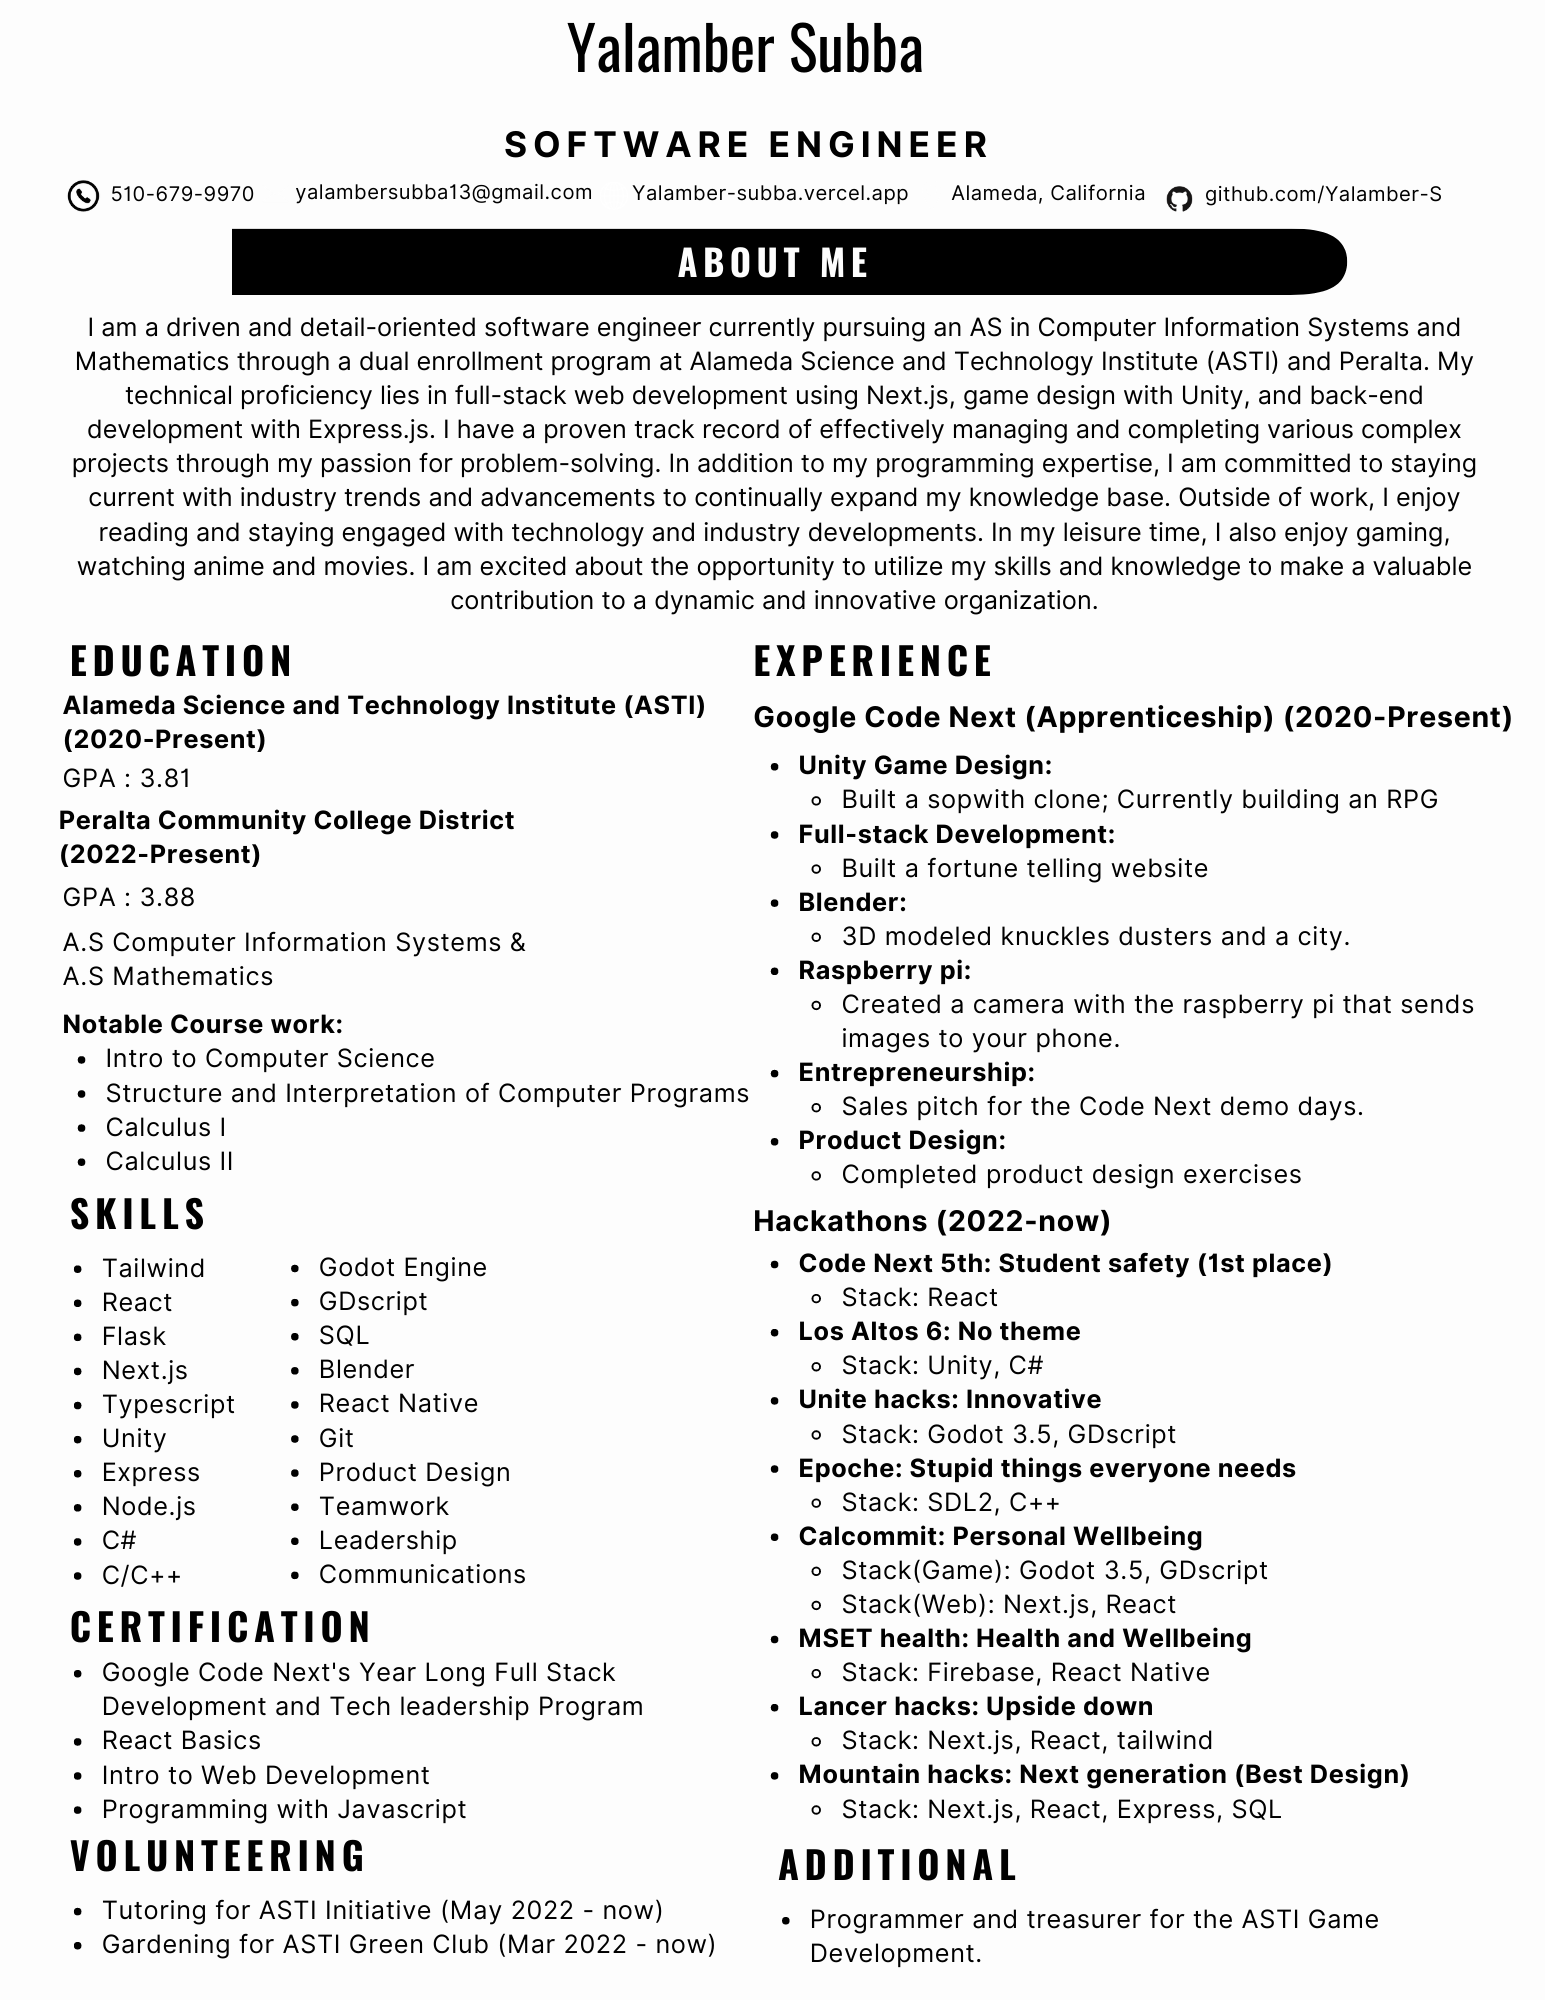 Yalamber Subba
SOFTWARE ENGINEER
510-679-9970 yalambersubba13@gmail.com Yalamber-subba.vercel.app Alameda, California github.com/Yalamber-S
ABOUT ME
I am a driven and detail-oriented software engineer currently pursuing an AS in Computer Information Systems and
Mathematics through a dual enrollment program at Alameda Science and Technology Institute (ASTI) and Peralta. My
technical proficiency lies in full-stack web development using Next.js, game design with Unity, and back-end
development with Express.js. I have a proven track record of effectively managing and completing various complex
projects through my passion for problem-solving. In addition to my programming expertise, I am committed to staying
current with industry trends and advancements to continually expand my knowledge base. Outside of work, I enjoy
reading and staying engaged with technology and industry developments. In my leisure time, I also enjoy gaming,
watching anime and movies. I am excited about the opportunity to utilize my skills and knowledge to make a valuable
contribution to a dynamic and innovative organization.
EDUCATION
Alameda Science and Technology Institute (ASTI)
(2020-Present)
GPA : 3.81
Peralta Community College District
(2022-Present)
GPA : 3.88
A.S Computer Information Systems &
A.S Mathematics
Notable Course work:
• Intro to Computer Science
• Structure and Interpretation of Computer Programs
• Calculus I
• Calculus II
SKILLS
• Tailwind
• React
• Flask
• Next.js
• Typescript
• Unity
• Express
• Node.js
• C#
• C/C++
• Godot Engine
• GDscript
• SQL
• Blender
• React Native
• Git
• Product Design
• Teamwork
• Leadership
• Communications
CERTIFICATION
• Google Code Next's Year Long Full Stack
Development and Tech leadership Program
• React Basics
• Intro to Web Development
• Programming with Javascript
VOLUNTEERING
• Tutoring for ASTI Initiative (May 2022 - now)
• Gardening for ASTI Green Club (Mar 2022 - now)
EXPERIENCE
Google Code Next (Apprenticeship) (2020-Present)
• Unity Game Design:
◦ Built a sopwith clone; Currently building an RPG
• Full-stack Development:
◦ Built a fortune telling website
• Blender:
◦ 3D modeled knuckles dusters and a city.
• Raspberry pi:
◦ Created a camera with the raspberry pi that sends
images to your phone.
• Entrepreneurship:
◦ Sales pitch for the Code Next demo days.
• Product Design:
◦ Completed product design exercises
Hackathons (2022-now)
• Code Next 5th: Student safety (1st place)
◦ Stack: React
• Los Altos 6: No theme
◦ Stack: Unity, C#
• Unite hacks: Innovative
◦ Stack: Godot 3.5, GDscript
• Epoche: Stupid things everyone needs
◦ Stack: SDL2, C++
• Calcommit: Personal Wellbeing
◦ Stack(Game): Godot 3.5, GDscript
◦ Stack(Web): Next.js, React
• MSET health: Health and Wellbeing
◦ Stack: Firebase, React Native
• Lancer hacks: Upside down
◦ Stack: Next.js, React, tailwind
• Mountain hacks: Next generation (Best Design)
◦ Stack: Next.js, React, Express, SQL
ADDITIONAL
• Programmer and treasurer for the ASTI Game
Development.